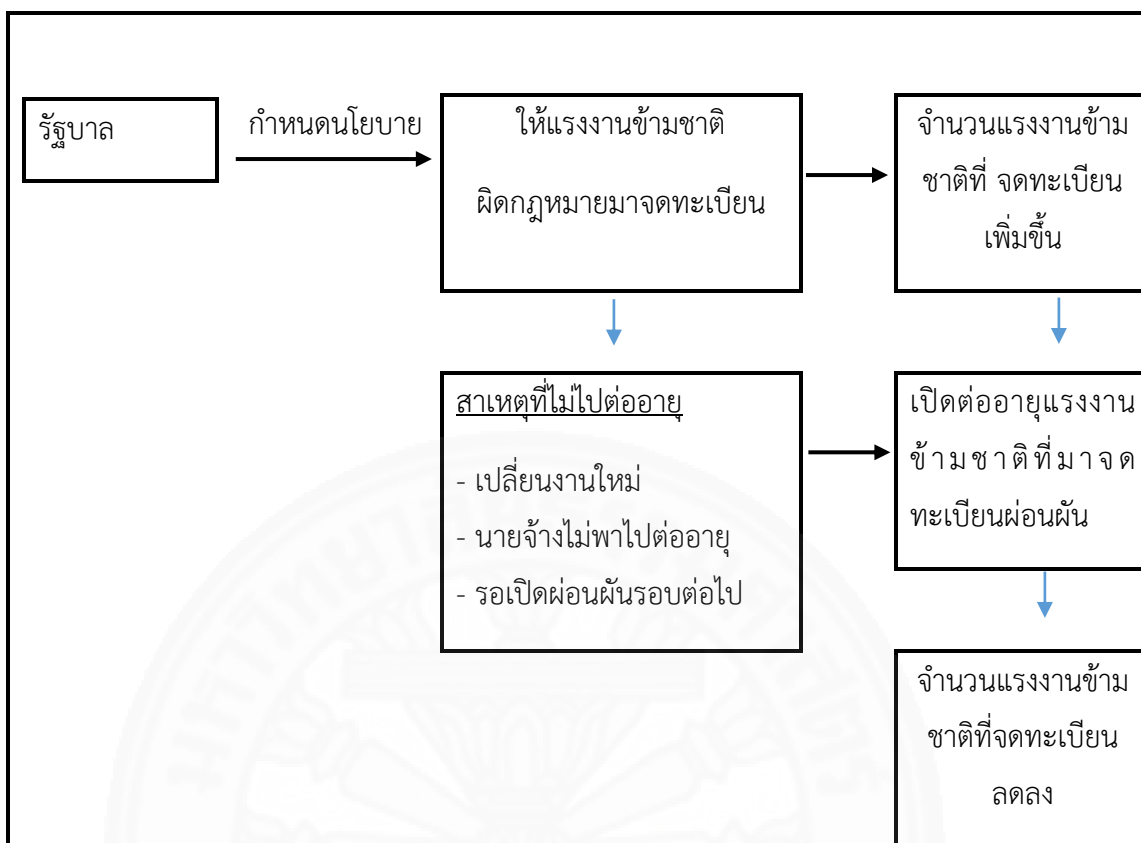 รัฐบาล
กำหนดนโยบาย
ให้แรงงานข้ามชาติ
ผิดกฎหมายมาจดทะเบียน
จำนวนแรงงานข้าม
ชาติที่ จดทะเบียน
เพิ่มขึ้น
สาเหตุที่ไม่ไปต่ออายุ
- เปลี่ยนงานใหม่
- นายจ้างไม่พาไปต่ออายุ
- รอเปิดผ่อนผันรอบต่อไป
เปิดต่ออายุแรงงาน
ข้ามชาติที่มาจด
ทะเบียนผ่อนผัน
จำนวนแรงงานข้าม
ชาติที่จดทะเบียน
ลดลง